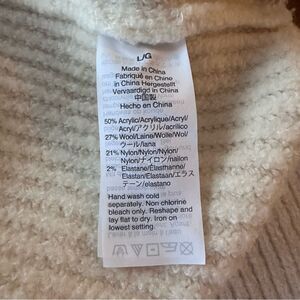 L/G
Made in China
Fabriqué en Chine
in China Hergestellt
Vervaardigd in China
中国製
Hecho en China
50% Acrylic/Acrylique/Acryl/
Acryl/アクリル/acrílico
27% Wool/Laine/Wolle/Wol/
ウール/lana
21% Nylon/Nylon/Nylon/
Nylon/ナイロン/nailon
2% Elastane/Élasthanne/
Elastan/Elastaan/エラス
テーン/elastano
Hand wash cold
separately. Non chlorine
bleach only. Reshape and
lay flat to dry. Iron on
lowest setting.